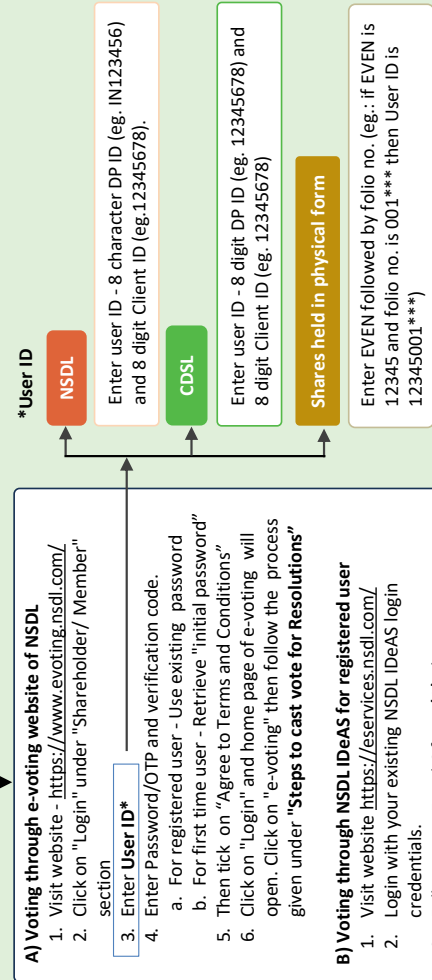 A) Voting through e-voting website of NSDL
1. Visit website - https://www.evoting.nsdl.com/
2. Click on "Login" under "Shareholder/ Member"
section
3. Enter User ID*
4. Enter Password/OTP and verification code.
a. For registered user - Use existing password
b. For first time user - Retrieve "initial password”
5. Then tick on “Agree to Terms and Conditions”
6. Click on "Login" and home page of e-voting will
open. Click on "e-voting" then follow the process
given under "Steps to cast vote for Resolutions”
B) Voting through NSDL IDeAS for registered user
1. Visit website https://eservices.nsdl.com/
2. Login with your existing NSDL IDeAS login
credentials.
*User ID
NSDL
Enter user ID - 8 character DP ID (eg. IN123456)
and 8 digit Client ID (eg.12345678).
CDSL
Enter user ID - 8 digit DP ID (eg. 12345678) and
8 digit Client ID (eg. 12345678)
Shares held in physical form
Enter EVEN followed by folio no. (eg.: if EVEN is
12345 and folio no. is 001*** then User ID is
12345001***)